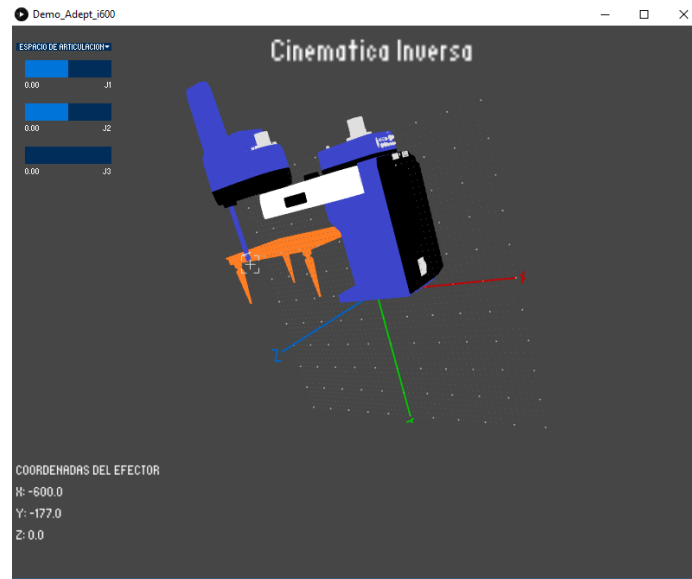 Demo_Adept_i600
ESPACIO DE ARTICULACION
Cinematica Inversa
0.00 J1
0.00 J2
0.00 J3
X
Z
Y
COORDENADAS DEL EFECTOR
X: -600.0
Y: -177.0
Z: 0.0